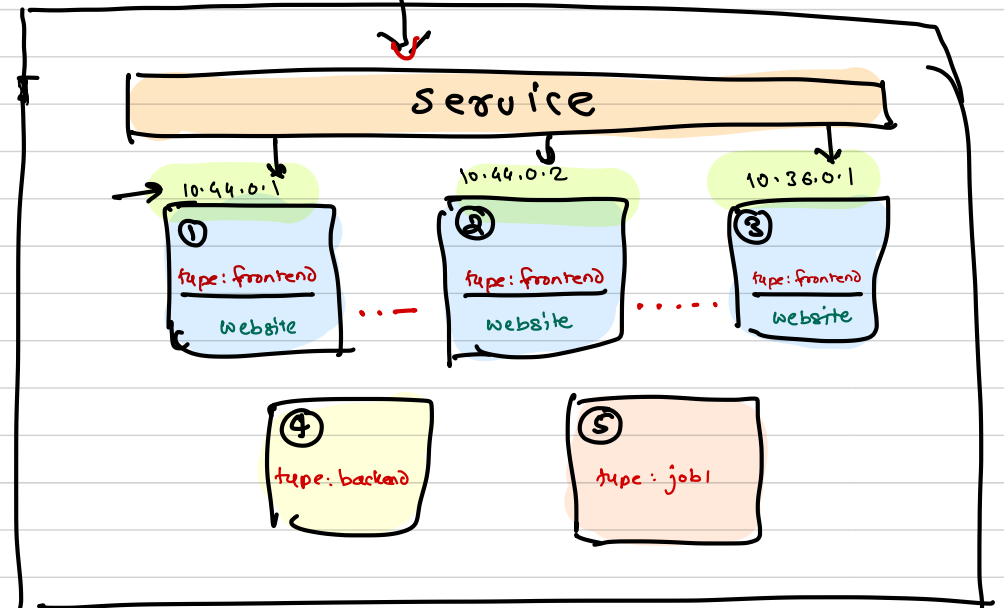 service
10.44.0.1
10.44.0.2
10.36.0.1
1
2
3
type: frontend
type: frontend
type: frontend
website
website
website
4
5
type: backend
type: job1